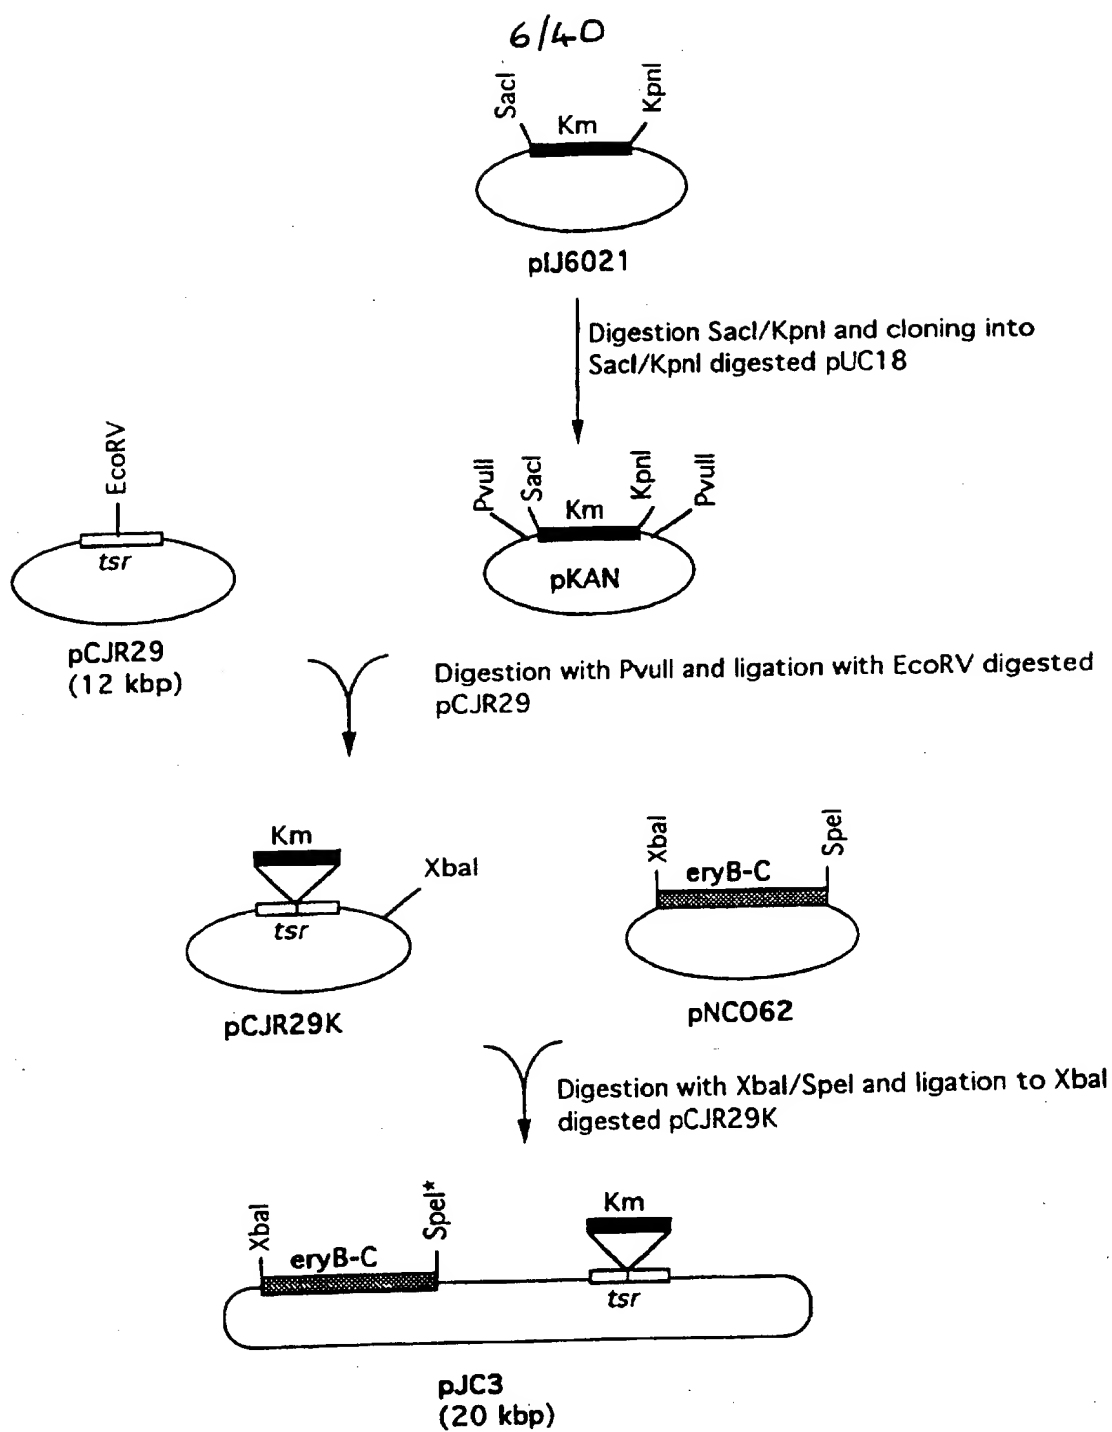 6/40
SacI
Km
KpnI
pIJ6021
Digestion SacI/KpnI and cloning into
SacI/KpnI digested pUC18
EcoRV
tsr
pCJR29
(12 kbp)
PvuII
SacI
Km
KpnI
PvuII
pKAN
Digestion with PvuII and ligation with EcoRV digested
pCJR29
Km
XbaI
tsr
pCJR29K
XbaI
eryB-C
SpeI
pNCO62
Digestion with XbaI/SpeI and ligation to XbaI
digested pCJR29K
XbaI
eryB-C
SpeI*
Km
tsr
pJC3
(20 kbp)